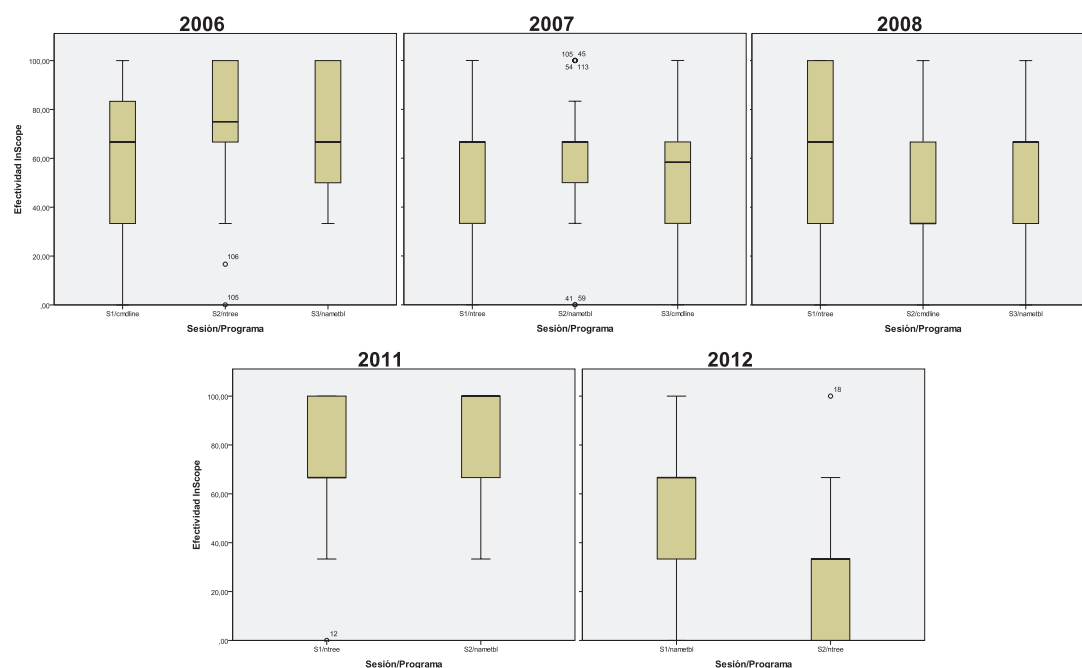 2006
2007
2008
Efectividad InScope
100,00
80,00
60,00
40,00
20,00
,00
106
105
S1/cmdline
S2/ntree
S3/nametbl
Sesión/Programa
105 45
54 113
41 59
S1/ntree
S2/nametbl
S3/cmdline
Sesión/Programa
S1/ntree
S2/cmdline
S3/nametbl
Sesión/Programa
2011
2012
Efectividad InScope
100,00
80,00
60,00
40,00
20,00
,00
12
S1/ntree
S2/nametbl
Sesión/Programa
18
S1/nametbl
S2/ntree
Sesión/Programa